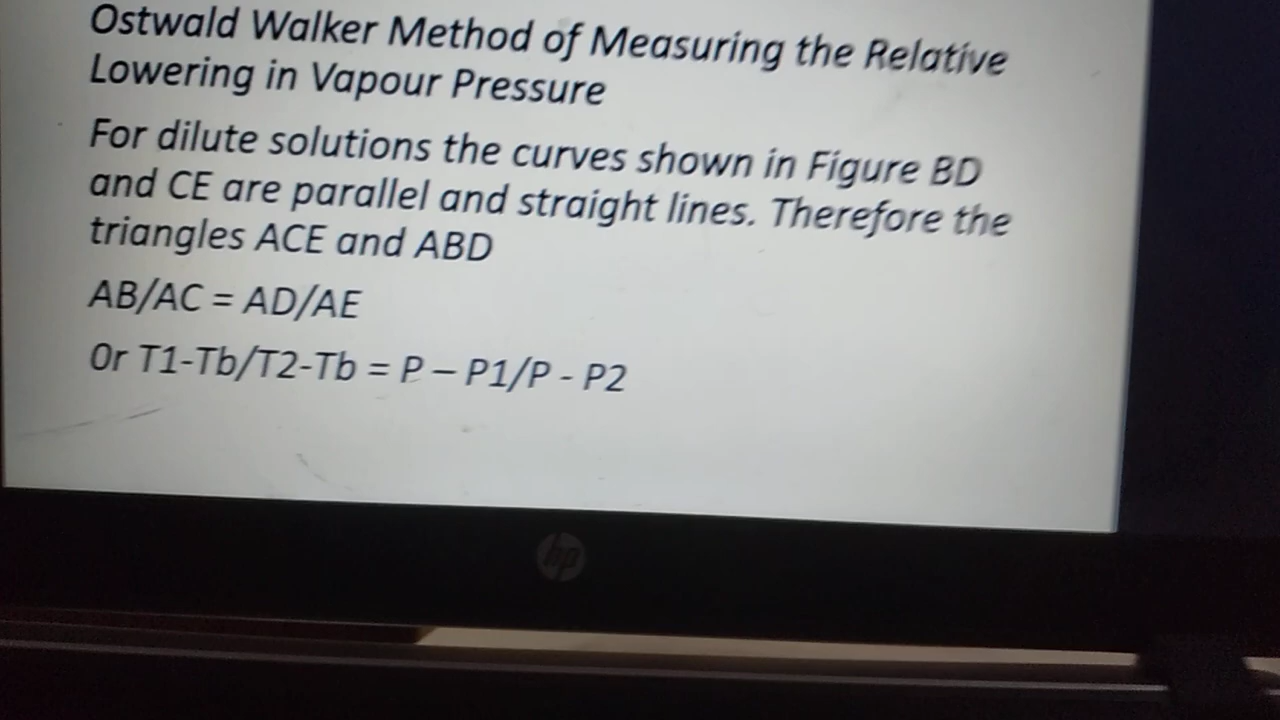 Ostwald Walker Method of Measuring the Relative
Lowering in Vapour Pressure
For dilute solutions the curves shown in Figure BD
and CE are parallel and straight lines. Therefore the
triangles ACE and ABD
AB/AC = AD/AE
Or T1-Tb/T2-Tb = P – P1/P - P2
hp